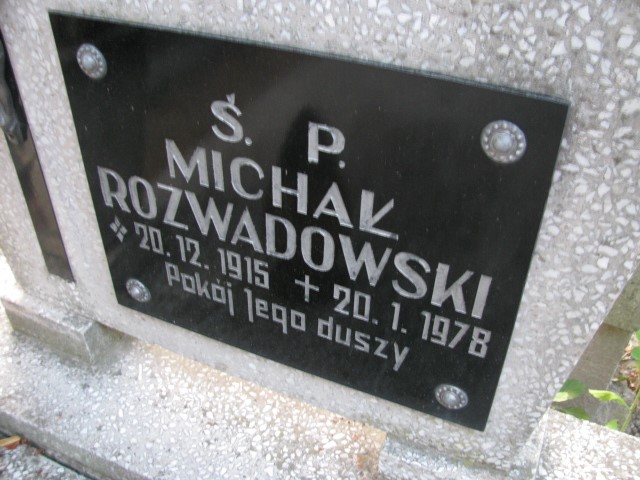 Ś. P.
MICHAŁ
ROZWADOWSKI
20. 12. 1915 ✝ 20. 1. 1978
Pokój Jego duszy